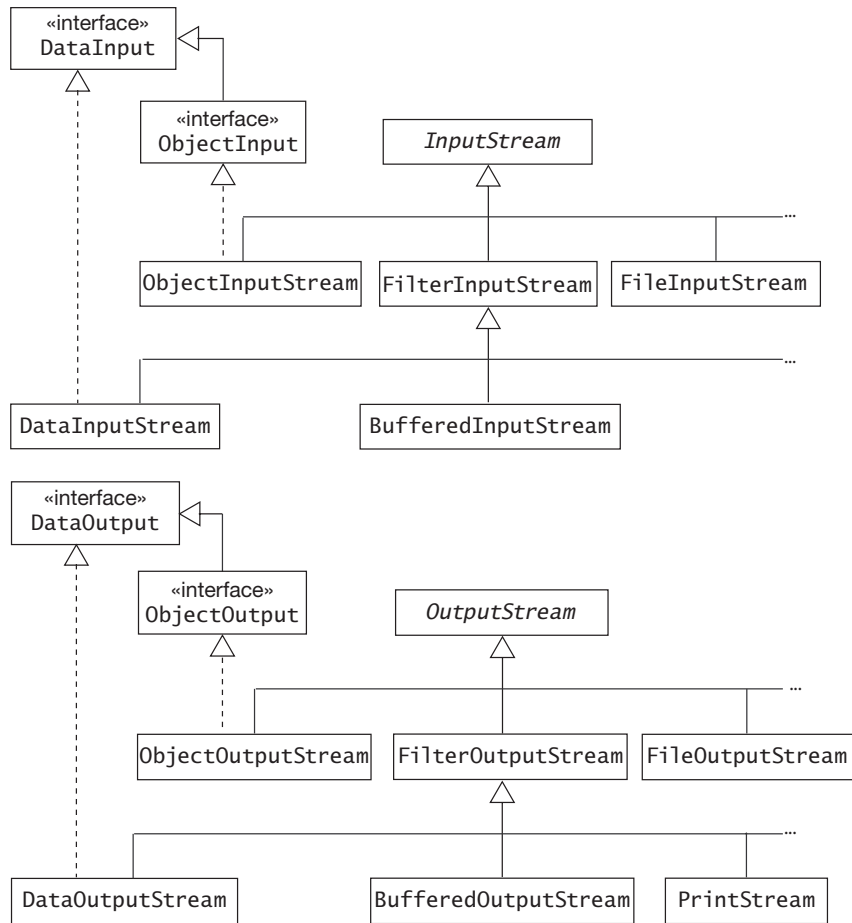 «interface»
DataInput
«interface»
ObjectInput
InputStream
...
ObjectInputStream
FilterInputStream
FileInputStream
...
DataInputStream
BufferedInputStream
«interface»
DataOutput
«interface»
ObjectOutput
OutputStream
...
ObjectOutputStream
FilterOutputStream
FileOutputStream
...
DataOutputStream
BufferedOutputStream
PrintStream